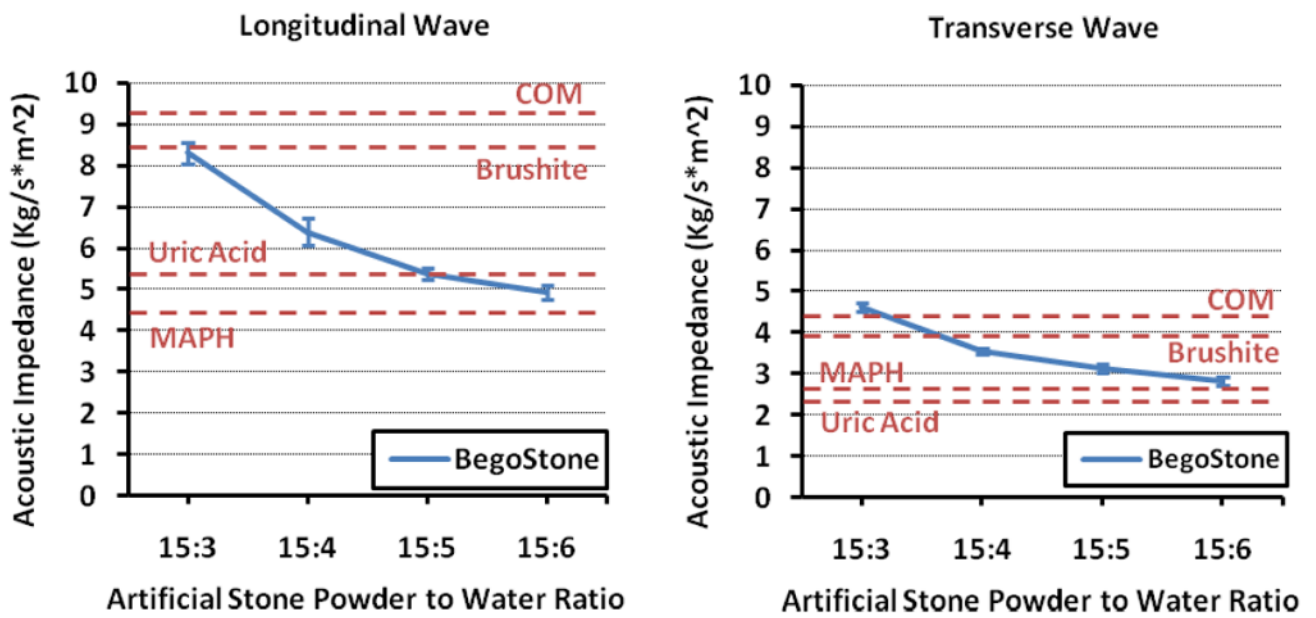 Longitudinal Wave
Acoustic Impedance (Kg/s*m^2)
10
9
8
7
6
5
4
3
2
1
0
COM
Brushite
Uric Acid
MAPH
BegoStone
15:3 15:4 15:5 15:6
Artificial Stone Powder to Water Ratio
Transverse Wave
Acoustic Impedance (Kg/s*m^2)
10
9
8
7
6
5
4
3
2
1
0
COM
Brushite
MAPH
Uric Acid
BegoStone
15:3 15:4 15:5 15:6
Artificial Stone Powder to Water Ratio